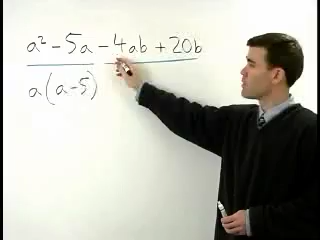 a² - 5a - 4ab + 20b
a(a-5)